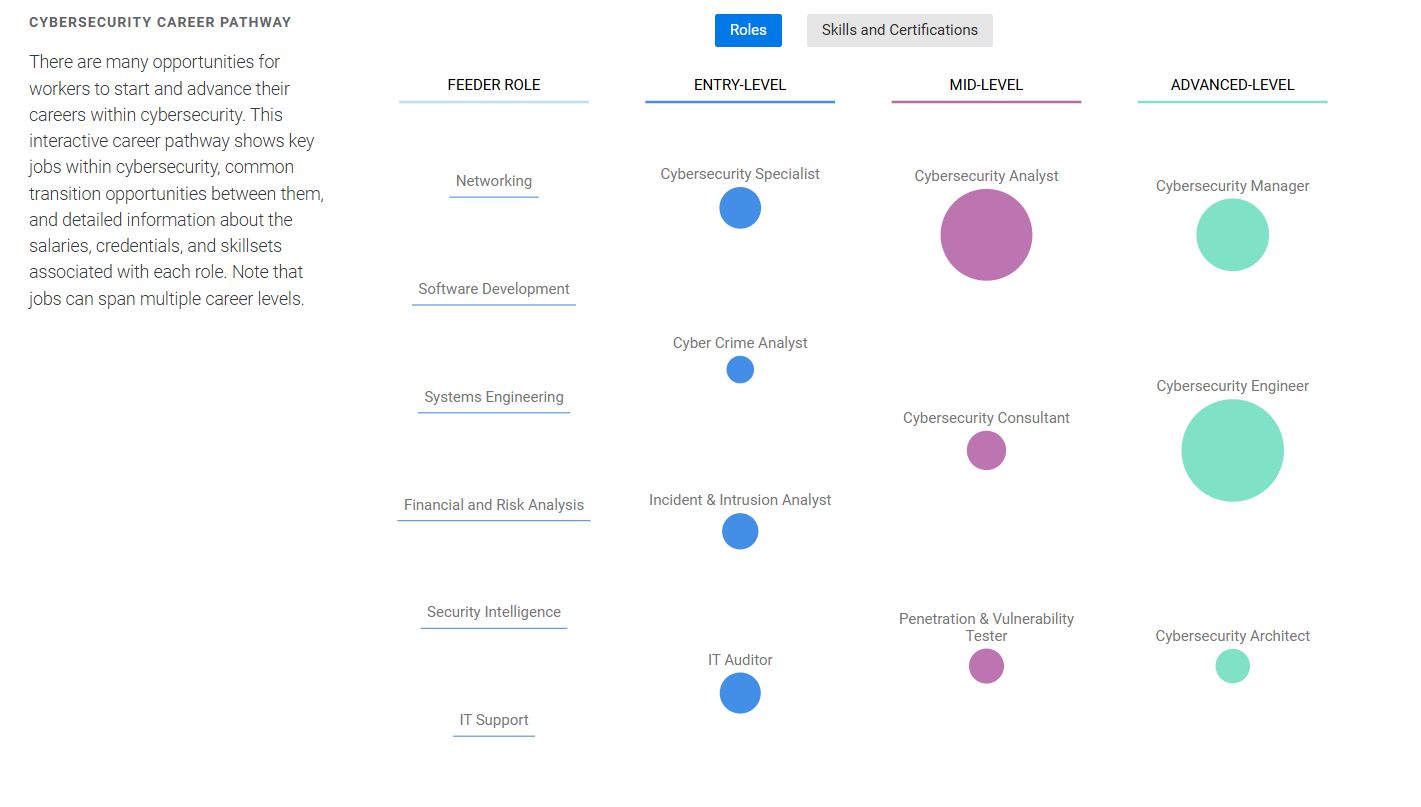 CYBERSECURITY CAREER PATHWAY
There are many opportunities for
workers to start and advance their
careers within cybersecurity. This
interactive career pathway shows key
jobs within cybersecurity, common
transition opportunities between them,
and detailed information about the
salaries, credentials, and skillsets
associated with each role. Note that
jobs can span multiple career levels.
Roles
Skills and Certifications
FEEDER ROLE
Networking
Software Development
Systems Engineering
Financial and Risk Analysis
Security Intelligence
IT Support
ENTRY-LEVEL
Cybersecurity Specialist
Cyber Crime Analyst
Incident & Intrusion Analyst
IT Auditor
MID-LEVEL
Cybersecurity Analyst
Cybersecurity Consultant
Penetration & Vulnerability
Tester
ADVANCED-LEVEL
Cybersecurity Manager
Cybersecurity Engineer
Cybersecurity Architect